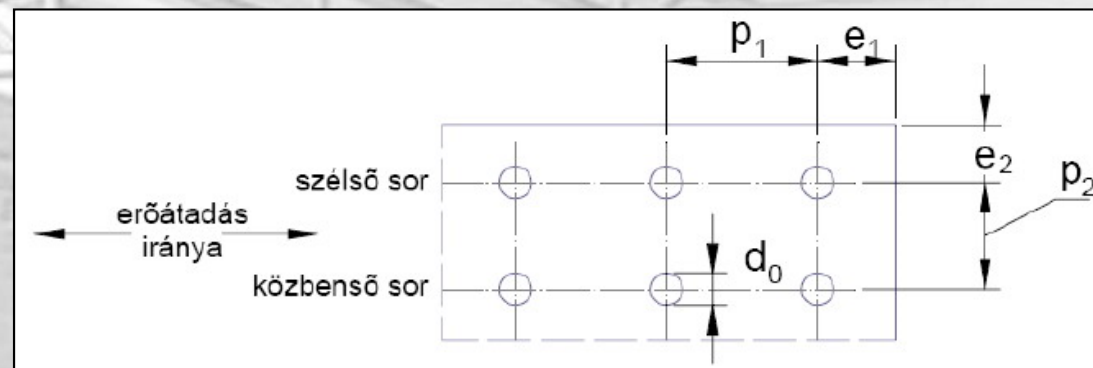 p₁
e₁
szélső sor
e₂
p₂
erőátadás
iránya
közbenső sor
d₀